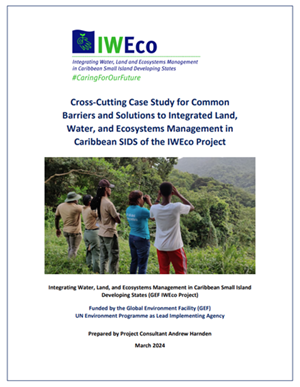 IWEco
Integrating Water, Land and Ecosystems Management
in Caribbean Small Island Developing States
#CaringForOurFuture
Cross-Cutting Case Study for Common
Barriers and Solutions to Integrated Land,
Water, and Ecosystems Management in
Caribbean SIDS of the IWEco Project
Integrating Water, Land, and Ecosystems Management in Caribbean Small Island
Developing States (GEF IWEco Project)
Funded by the Global Environment Facility (GEF)
UN Environment Programme as Lead Implementing Agency
Prepared by Project Consultant Andrew Harnden
March 2024